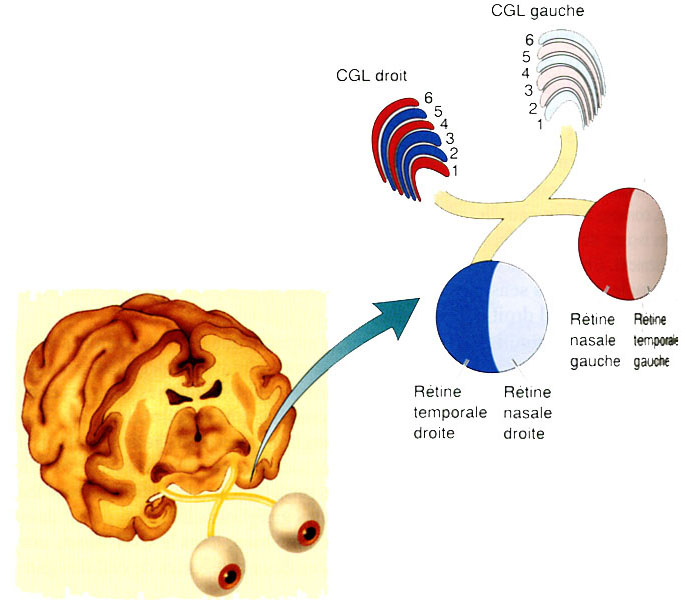 CGL gauche
6
5
4
3
2
1
CGL droit
6
5
4
3
2
1
Rétine
nasale
gauche
Rétine
temporale
gauche
Rétine
temporale
droite
Rétine
nasale
droite